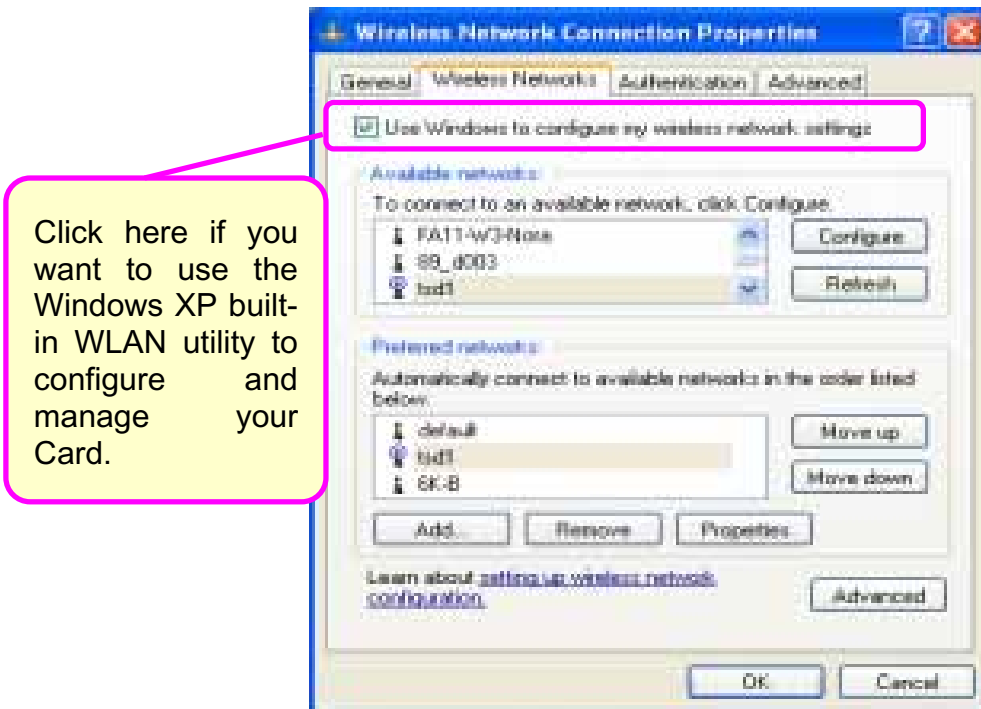 Wireless Network Connection Properties
General Wireless Networks Authentication Advanced
Use Windows to configure my wireless network settings
Click here if you
want to use the
Windows XP built-
in WLAN utility to
configure and
manage your
Card.
Available networks:
To connect to an available network, click Configure.
FA11-W3-Nora
89_d003
tsd1
Configure
Refresh
Preferred networks:
Automatically connect to available networks in the order listed
below:
default
tsd1
6K-B
Move up
Move down
Add... Remove Properties
Learn about setting up wireless network
configuration.
Advanced
OK Cancel